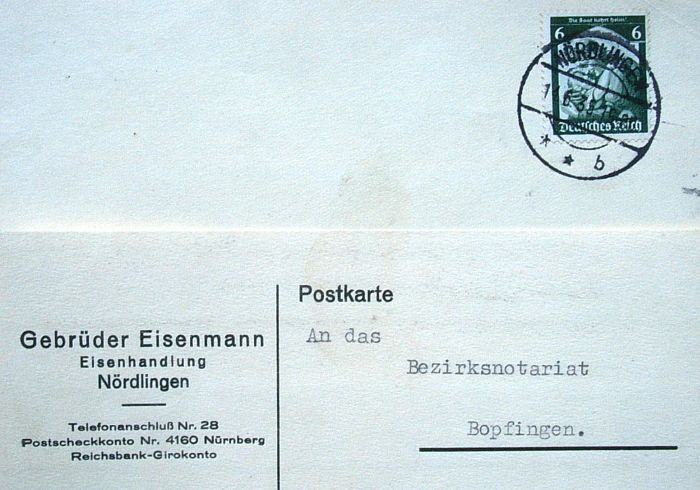 Die Saar kehrt heim!
6 6
Deutsches Reich
NÖRDLINGEN
b
Postkarte
Gebrüder Eisenmann
Eisenhandlung
Nördlingen
Telefonanschluß Nr. 28
Postscheckkonto Nr. 4160 Nürnberg
Reichsbank-Girokonto
An das
Bezirksnotariat
Bopfingen.